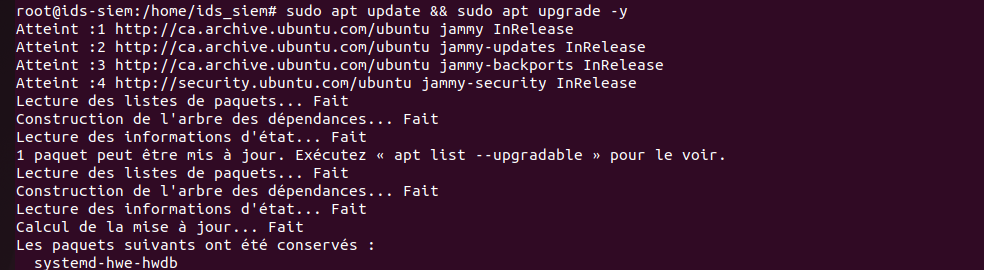 root@ids-siem:/home/ids_siem# sudo apt update && sudo apt upgrade -y
Atteint :1 http://ca.archive.ubuntu.com/ubuntu jammy InRelease
Atteint :2 http://ca.archive.ubuntu.com/ubuntu jammy-updates InRelease
Atteint :3 http://ca.archive.ubuntu.com/ubuntu jammy-backports InRelease
Atteint :4 http://security.ubuntu.com/ubuntu jammy-security InRelease
Lecture des listes de paquets... Fait
Construction de l'arbre des dépendances... Fait
Lecture des informations d'état... Fait
1 paquet peut être mis à jour. Exécutez « apt list --upgradable » pour le voir.
Lecture des listes de paquets... Fait
Construction de l'arbre des dépendances... Fait
Lecture des informations d'état... Fait
Calcul de la mise à jour... Fait
Les paquets suivants ont été conservés :
  systemd-hwe-hwdb